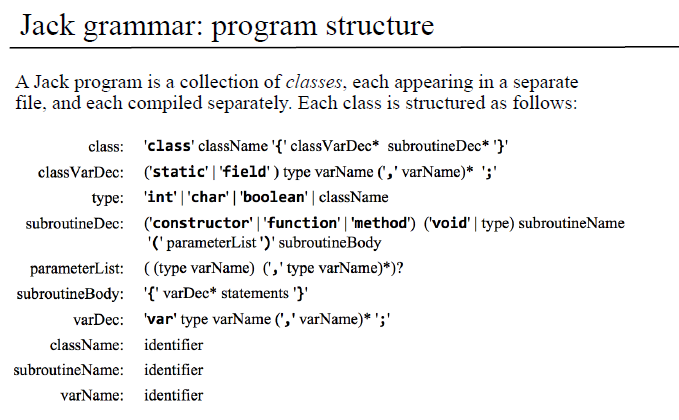 Jack grammar: program structure
A Jack program is a collection of classes, each appearing in a separate
file, and each compiled separately. Each class is structured as follows:
class: 'class' className '{' classVarDec* subroutineDec* '}'
classVarDec: ('static' | 'field' ) type varName (',' varName)* ';'
type: 'int' | 'char' | 'boolean' | className
subroutineDec: ('constructor' | 'function' | 'method') ('void' | type) subroutineName
'(' parameterList ')' subroutineBody
parameterList: ( (type varName) (',' type varName)*)?
subroutineBody: '{' varDec* statements '}'
varDec: 'var' type varName (',' varName)* ';'
className: identifier
subroutineName: identifier
varName: identifier